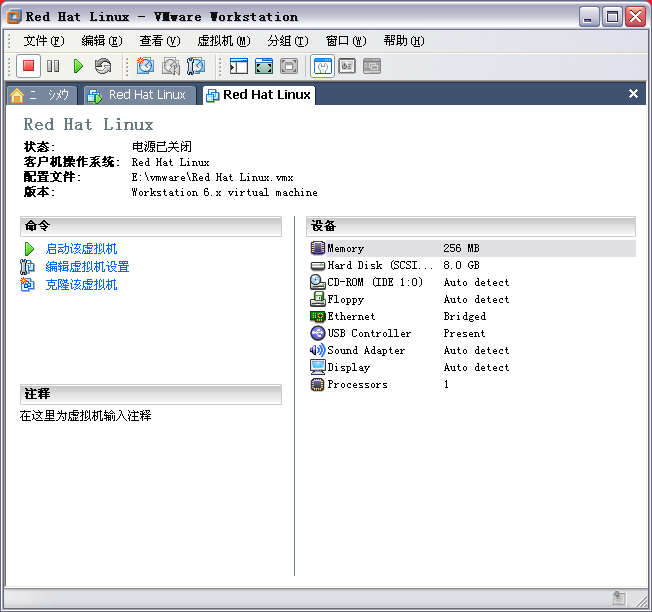 Red Hat Linux - VMware Workstation
文件(F) 编辑(E) 查看(V) 虚拟机(M) 分组(T) 窗口(W) 帮助(H)
Red Hat Linux Red Hat Linux
Red Hat Linux
状态: 电源已关闭
客户机操作系统: Red Hat Linux
配置文件: E:\vmware\Red Hat Linux.vmx
版本: Workstation 6.x virtual machine
命令
启动该虚拟机
编辑虚拟机设置
克隆该虚拟机
注释
在这里为虚拟机输入注释
设备
Memory 256 MB
Hard Disk (SCSI... 8.0 GB
CD-ROM (IDE 1:0) Auto detect
Floppy Auto detect
Ethernet Bridged
USB Controller Present
Sound Adapter Auto detect
Display Auto detect
Processors 1